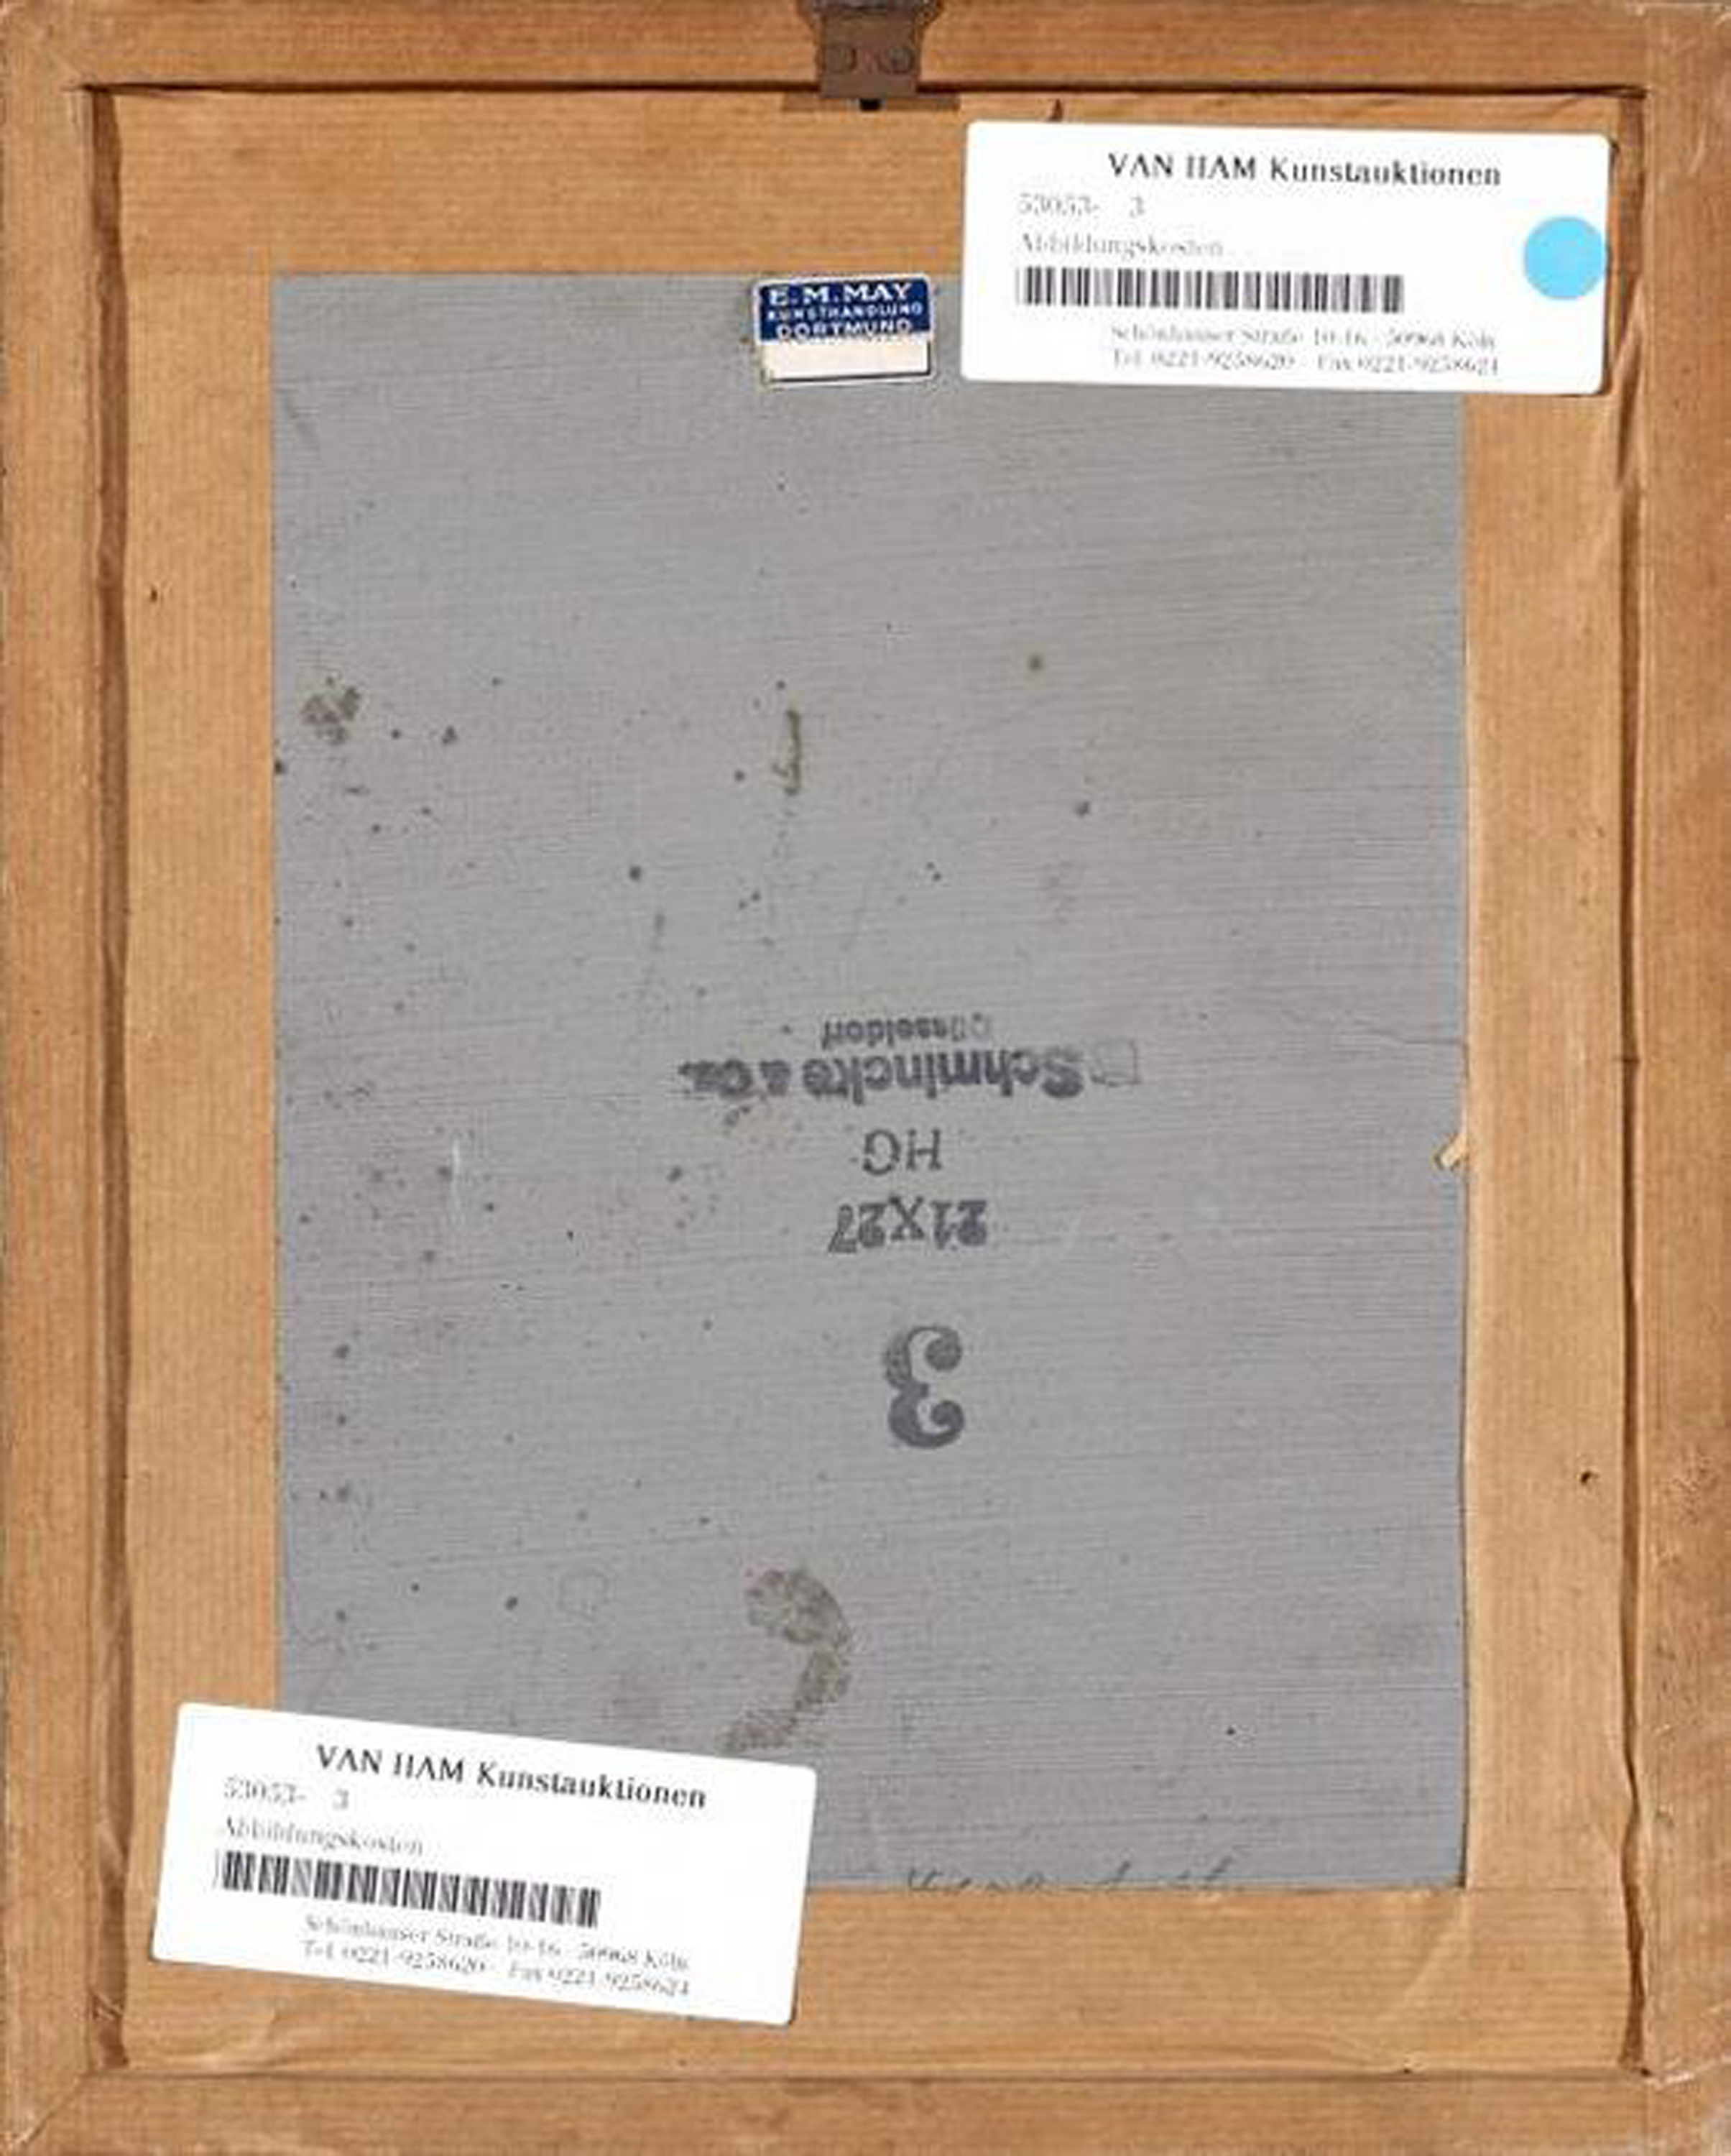 VAN HAM Kunstauktionen
53053- 3
Abbildungskosten
Schönhauser Straße 10-16 - 50968 Köln
Tel. 0221-9258620 Fax 0221-9258624
E.M.MAY
KUNSTHANDLUNG
DORTMUND
Düsseldorf
Schmincke & Co.
HG
21X27
3
VAN HAM Kunstauktionen
53053- 3
Abbildungskosten
Schönhauser Straße 10-16 - 50968 Köln
Tel. 0221-9258620 Fax 0221-9258624